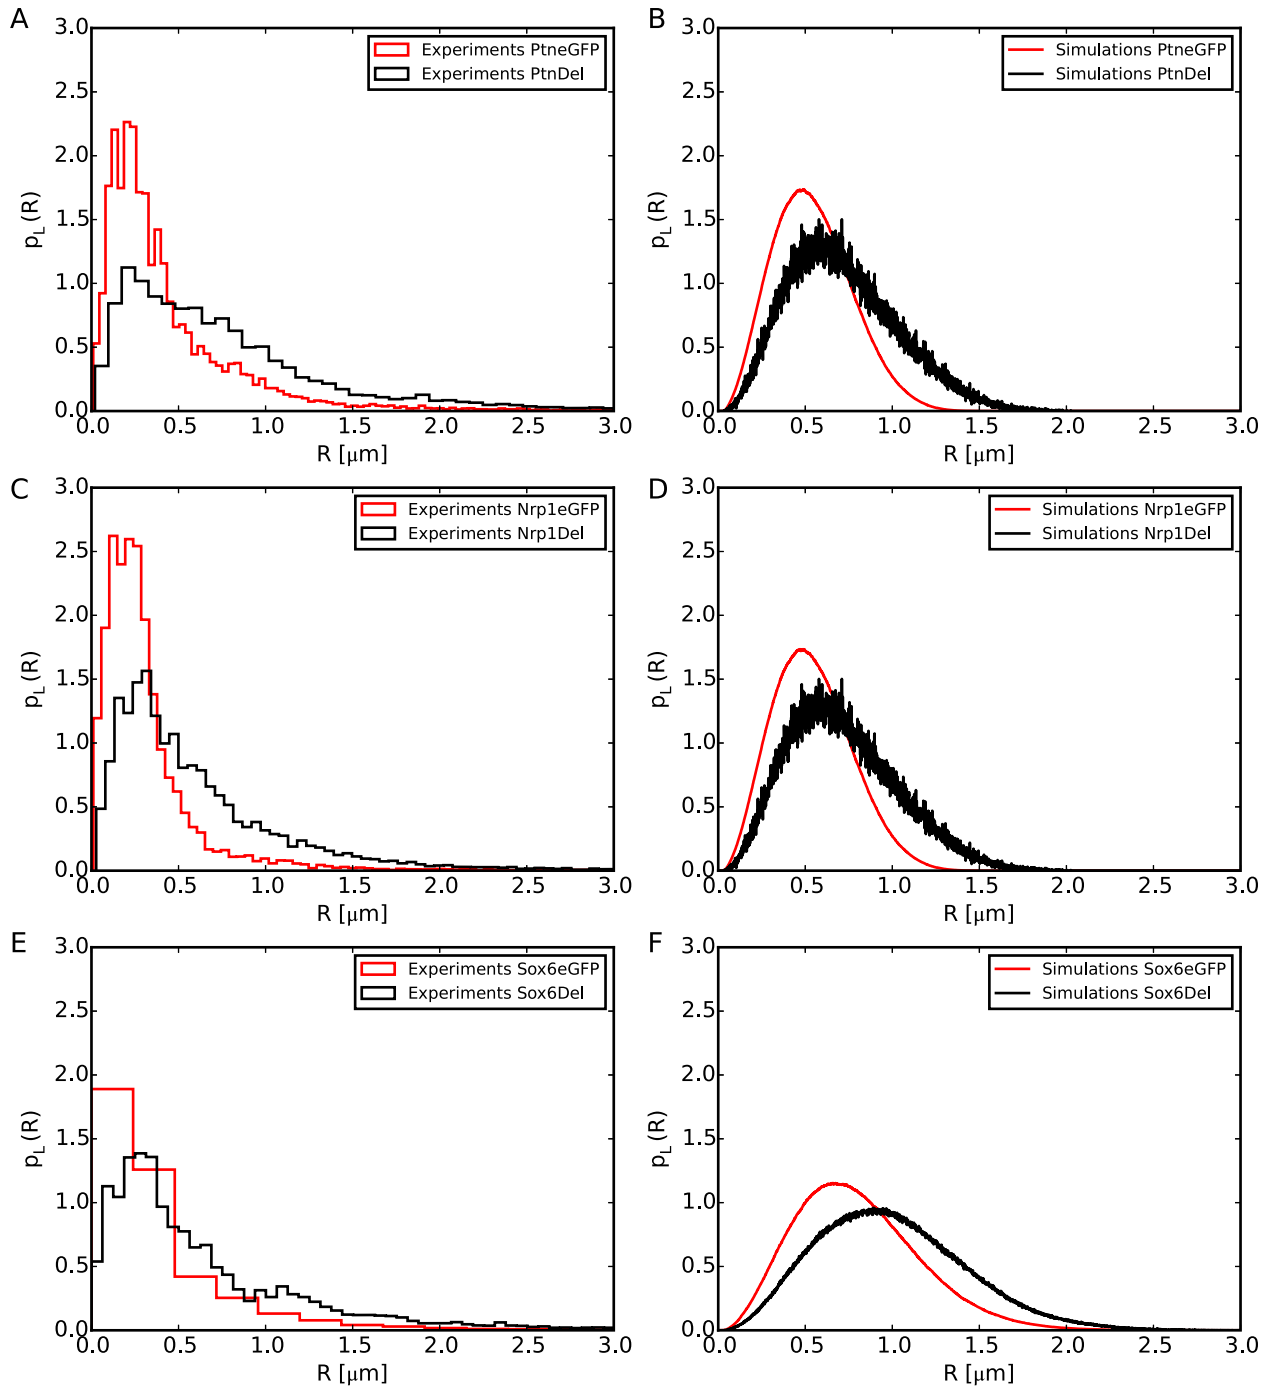 A
3.0
2.5
2.0
1.5
1.0
0.5
0.0
p_L(R)
Experiments PtneGFP
Experiments PtnDel
0.0 0.5 1.0 1.5 2.0 2.5 3.0
R [μm]
B
3.0
2.5
2.0
1.5
1.0
0.5
0.0
p_L(R)
Simulations PtneGFP
Simulations PtnDel
0.0 0.5 1.0 1.5 2.0 2.5 3.0
R [μm]
C
3.0
2.5
2.0
1.5
1.0
0.5
0.0
p_L(R)
Experiments Nrp1eGFP
Experiments Nrp1Del
0.0 0.5 1.0 1.5 2.0 2.5 3.0
R [μm]
D
3.0
2.5
2.0
1.5
1.0
0.5
0.0
p_L(R)
Simulations Nrp1eGFP
Simulations Nrp1Del
0.0 0.5 1.0 1.5 2.0 2.5 3.0
R [μm]
E
3.0
2.5
2.0
1.5
1.0
0.5
0.0
p_L(R)
Experiments Sox6eGFP
Experiments Sox6Del
0.0 0.5 1.0 1.5 2.0 2.5 3.0
R [μm]
F
3.0
2.5
2.0
1.5
1.0
0.5
0.0
p_L(R)
Simulations Sox6eGFP
Simulations Sox6Del
0.0 0.5 1.0 1.5 2.0 2.5 3.0
R [μm]